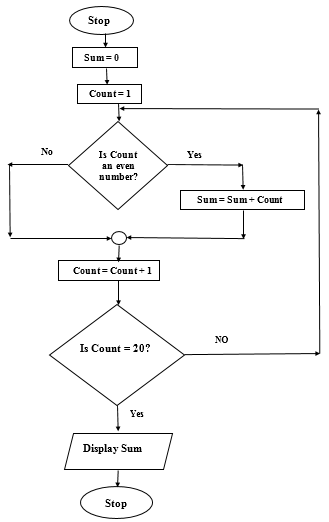 Stop
Sum = 0
Count = 1
No
Is Count
an even
number?
Yes
Sum = Sum + Count
Count = Count + 1
Is Count = 20?
NO
Yes
Display Sum
Stop